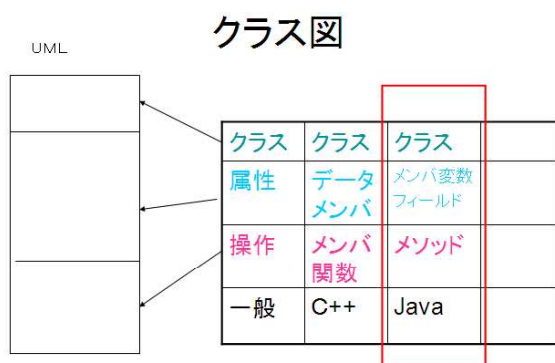 クラス図
UML
クラス クラス クラス
属性 データ メンバ変数
メンバ フィールド
操作 メンバ メソッド
関数
一般 C++ Java